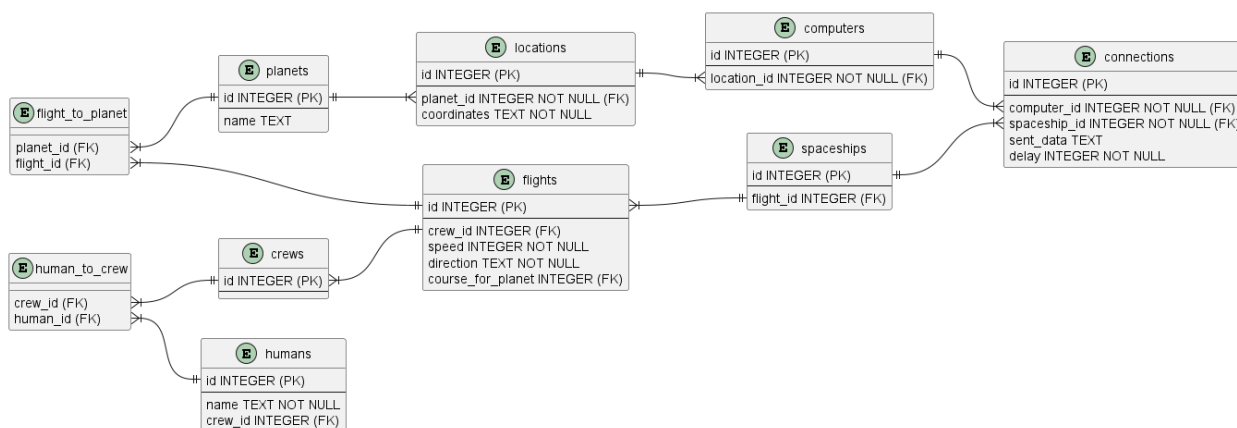 E flight_to_planet
planet_id (FK)
flight_id (FK)
E human_to_crew
crew_id (FK)
human_id (FK)
E planets
id INTEGER (PK)
name TEXT
E crews
id INTEGER (PK)
E humans
id INTEGER (PK)
name TEXT NOT NULL
crew_id INTEGER (FK)
E locations
id INTEGER (PK)
planet_id INTEGER NOT NULL (FK)
coordinates TEXT NOT NULL
E flights
id INTEGER (PK)
crew_id INTEGER (FK)
speed INTEGER NOT NULL
direction TEXT NOT NULL
course_for_planet INTEGER (FK)
E computers
id INTEGER (PK)
location_id INTEGER NOT NULL (FK)
E spaceships
id INTEGER (PK)
flight_id INTEGER (FK)
E connections
id INTEGER (PK)
computer_id INTEGER NOT NULL (FK)
spaceship_id INTEGER NOT NULL (FK)
sent_data TEXT
delay INTEGER NOT NULL